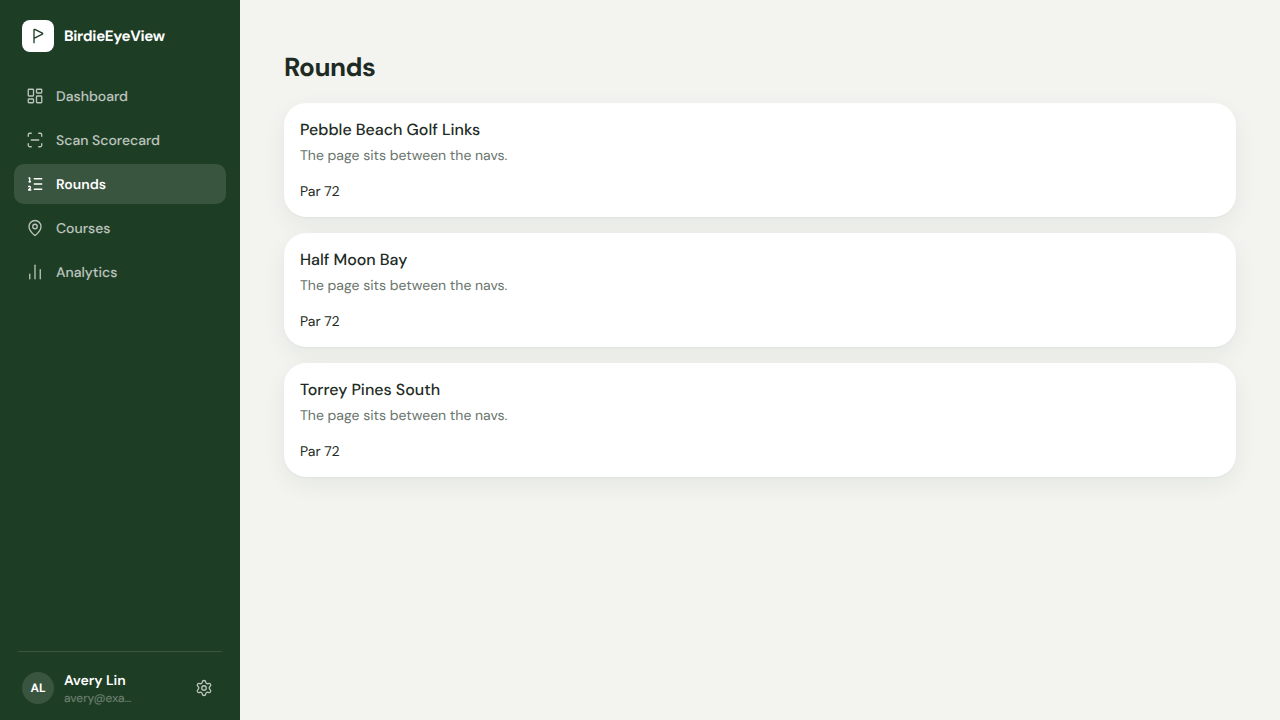 BirdieEyeView
Dashboard
Scan Scorecard
Rounds
Courses
Analytics
AL
Avery Lin
avery@exa...
Rounds
Pebble Beach Golf Links
The page sits between the navs.
Par 72
Half Moon Bay
The page sits between the navs.
Par 72
Torrey Pines South
The page sits between the navs.
Par 72